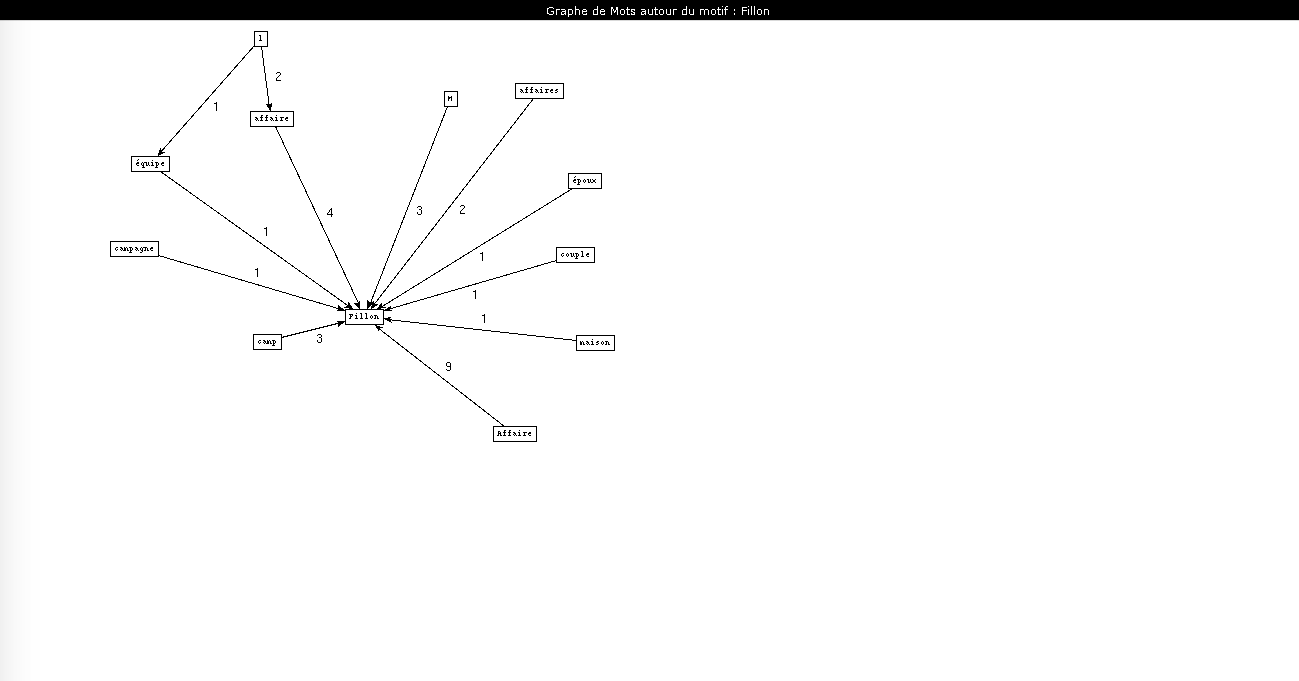 Graphe de Mots autour du motif : Fillon
l
2
M
affaires
1
affaire
équipe
époux
4
3
2
1
campagne
couple
1
1
1
Fillon
1
camp
3
maison
9
Affaire